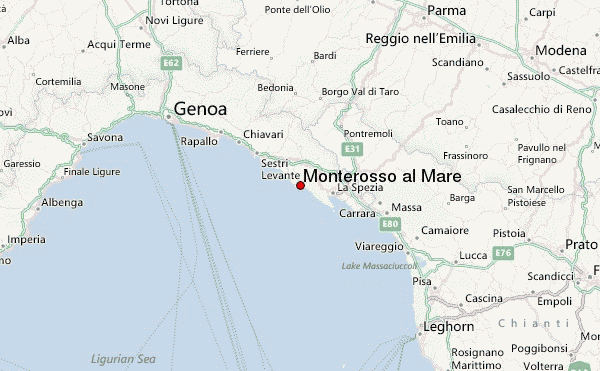 Tortona
Ponte dell'Olio
Parma
Carpi
Novi Ligure
Alba
Acqui Terme
Ferriere
Reggio nell'Emilia
Modena
E62
Bardi
Scandiano
Castelfra
Cortemilia
Masone
Bedonia
Borgo Val di Taro
Sassuolo
Genoa
Casalecchio di Reno
Toano
Savona
Rapallo
Chiavari
Pontremoli
E31
Pavullo nel
Frignano
Garessio
Finale Ligure
Sestri
Levante
Frassinoro
Monterosso al Mare
La Spezia
Albenga
Massa
Barga
San Marcello
Pistoiese
Carrara
E80
Camaiore
Imperia
Viareggio
Pistoia
Prato
E76
Lucca
Lake Massaciuccoli
Pisa
Scandicci
Cascina
Empoli
Leghorn
Chianti
Ligurian Sea
Rosignano
Marittimo
Poggibonsi
Volterra